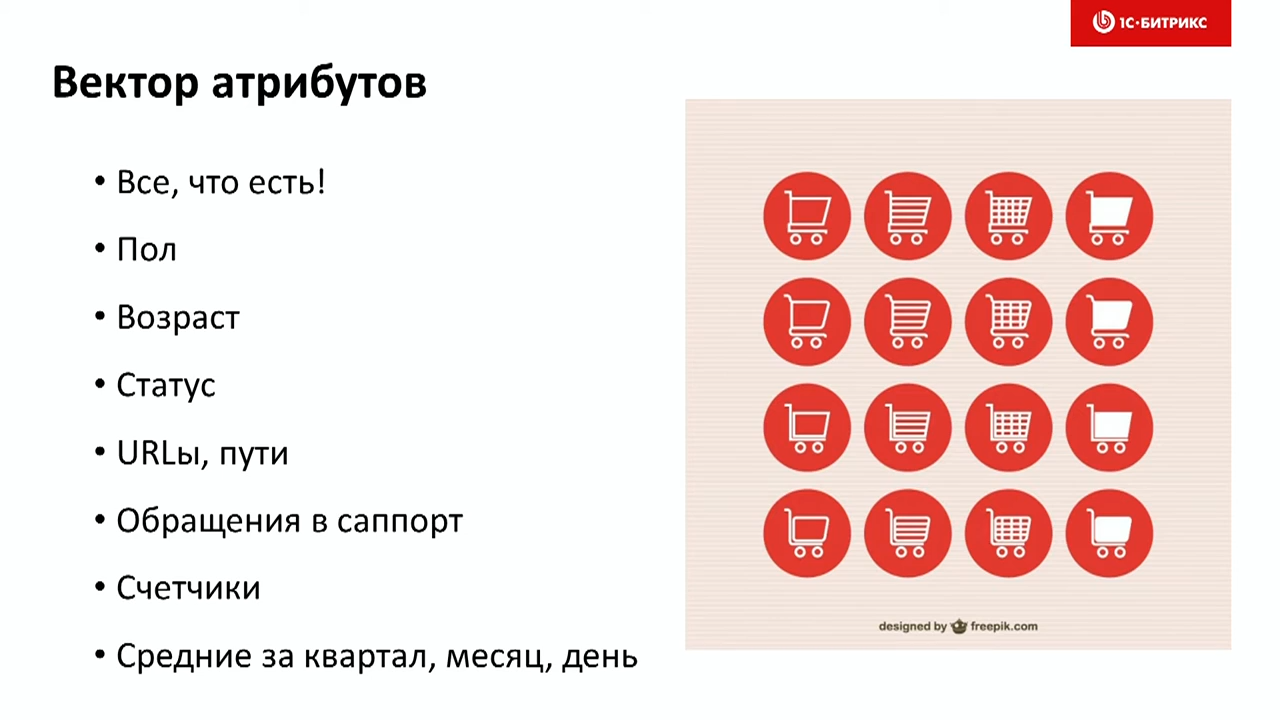 1С-БИТРИКС
Вектор атрибутов
• Все, что есть!
• Пол
• Возраст
• Статус
• URLы, пути
• Обращения в саппорт
• Счетчики
• Средние за квартал, месяц, день
designed by freepik.com